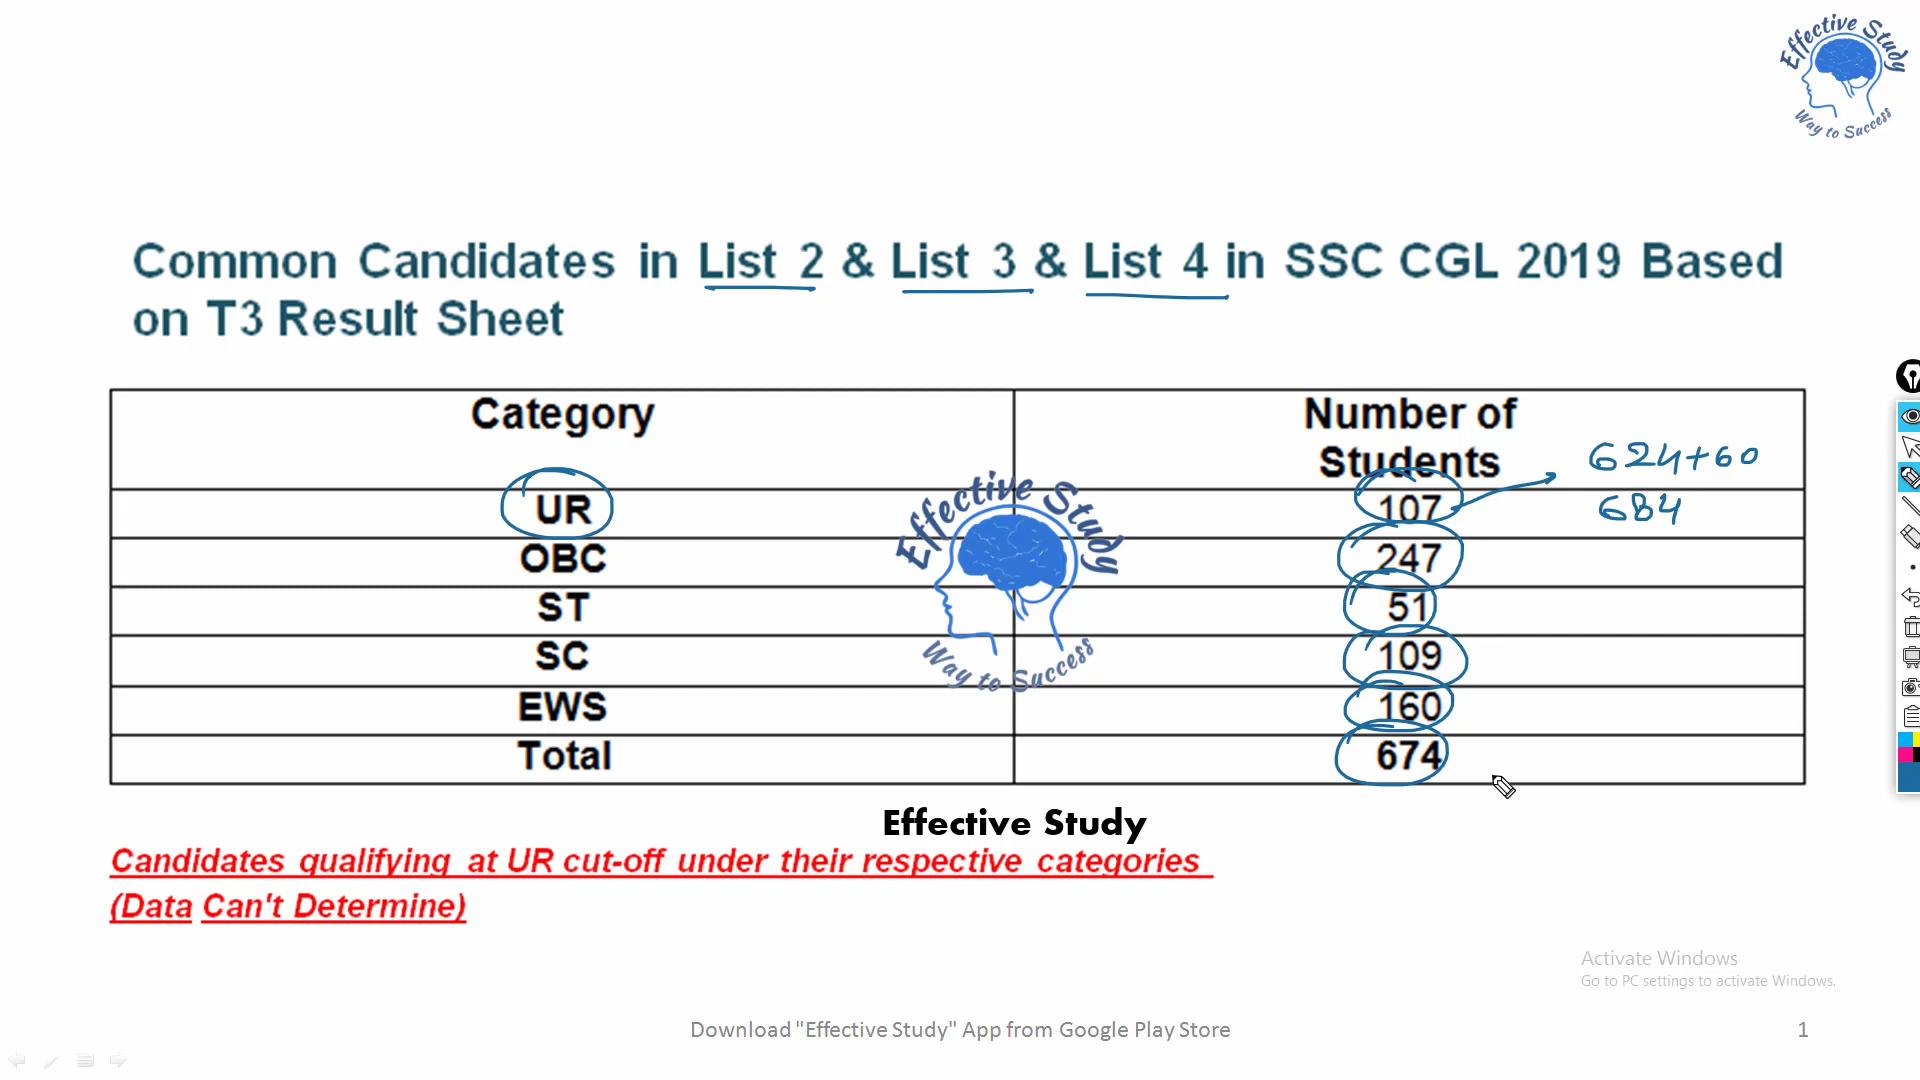 Effective Study
Way to Success
Common Candidates in List 2 & List 3 & List 4 in SSC CGL 2019 Based
on T3 Result Sheet
Category
Number of
Students
624+60
UR
107
684
OBC
247
ST
51
SC
109
EWS
160
Total
674
Effective Study
Way to Success
Effective Study
Candidates qualifying at UR cut-off under their respective categories
(Data Can't Determine)
Activate Windows
Go to PC settings to activate Windows.
Download "Effective Study" App from Google Play Store
1